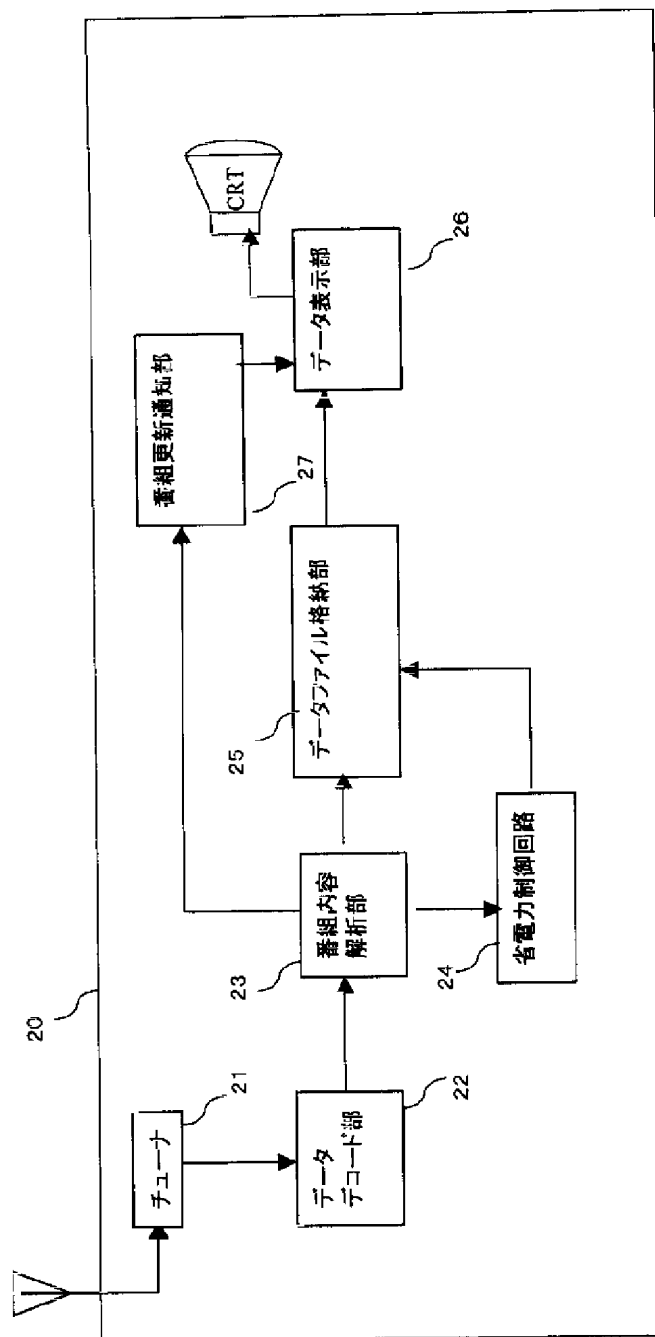 20
チューナ
21
データ
デコード部
22
番組内容
解析部
23
省電力制御回路
24
データファイル格納部
25
番組更新通知部
27
データ表示部
26
CRT